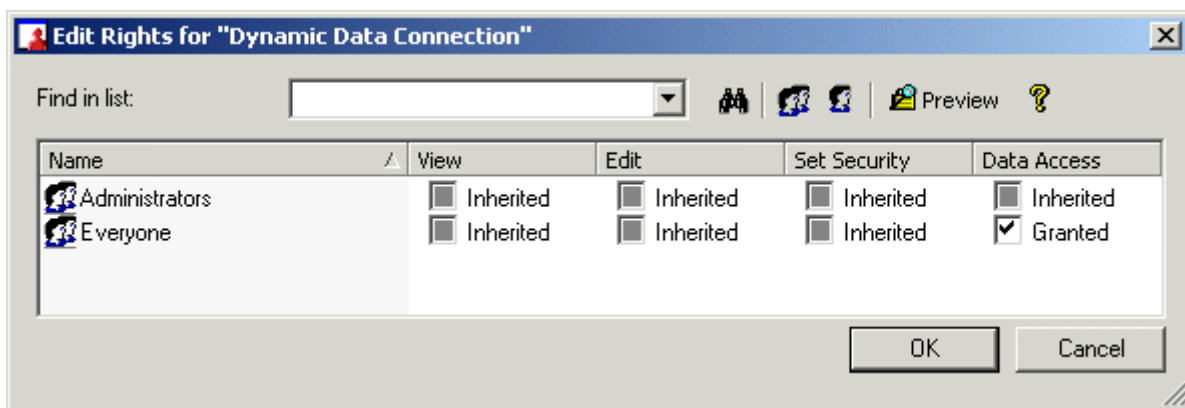 Edit Rights for "Dynamic Data Connection"
Find in list:
Preview
Name View Edit Set Security Data Access
Administrators Inherited Inherited Inherited Inherited
Everyone Inherited Inherited Inherited Granted
OK Cancel